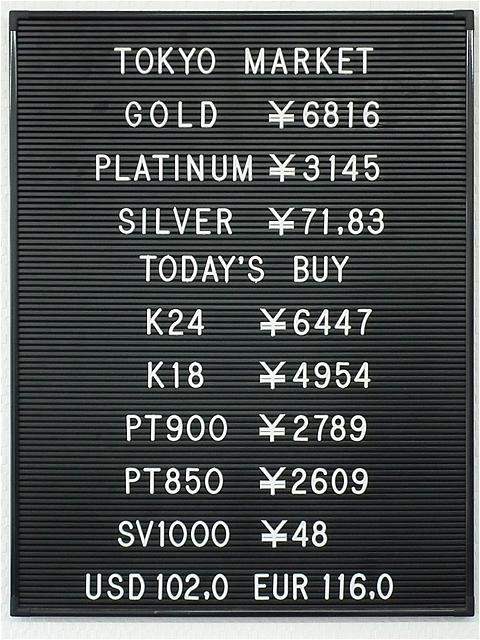 TOKYO MARKET
GOLD ¥6816
PLATINUM ¥3145
SILVER ¥71.83
TODAY'S BUY
K24 ¥6447
K18 ¥4954
PT900 ¥2789
PT850 ¥2609
SV1000 ¥48
USD 102.0 EUR 116.0